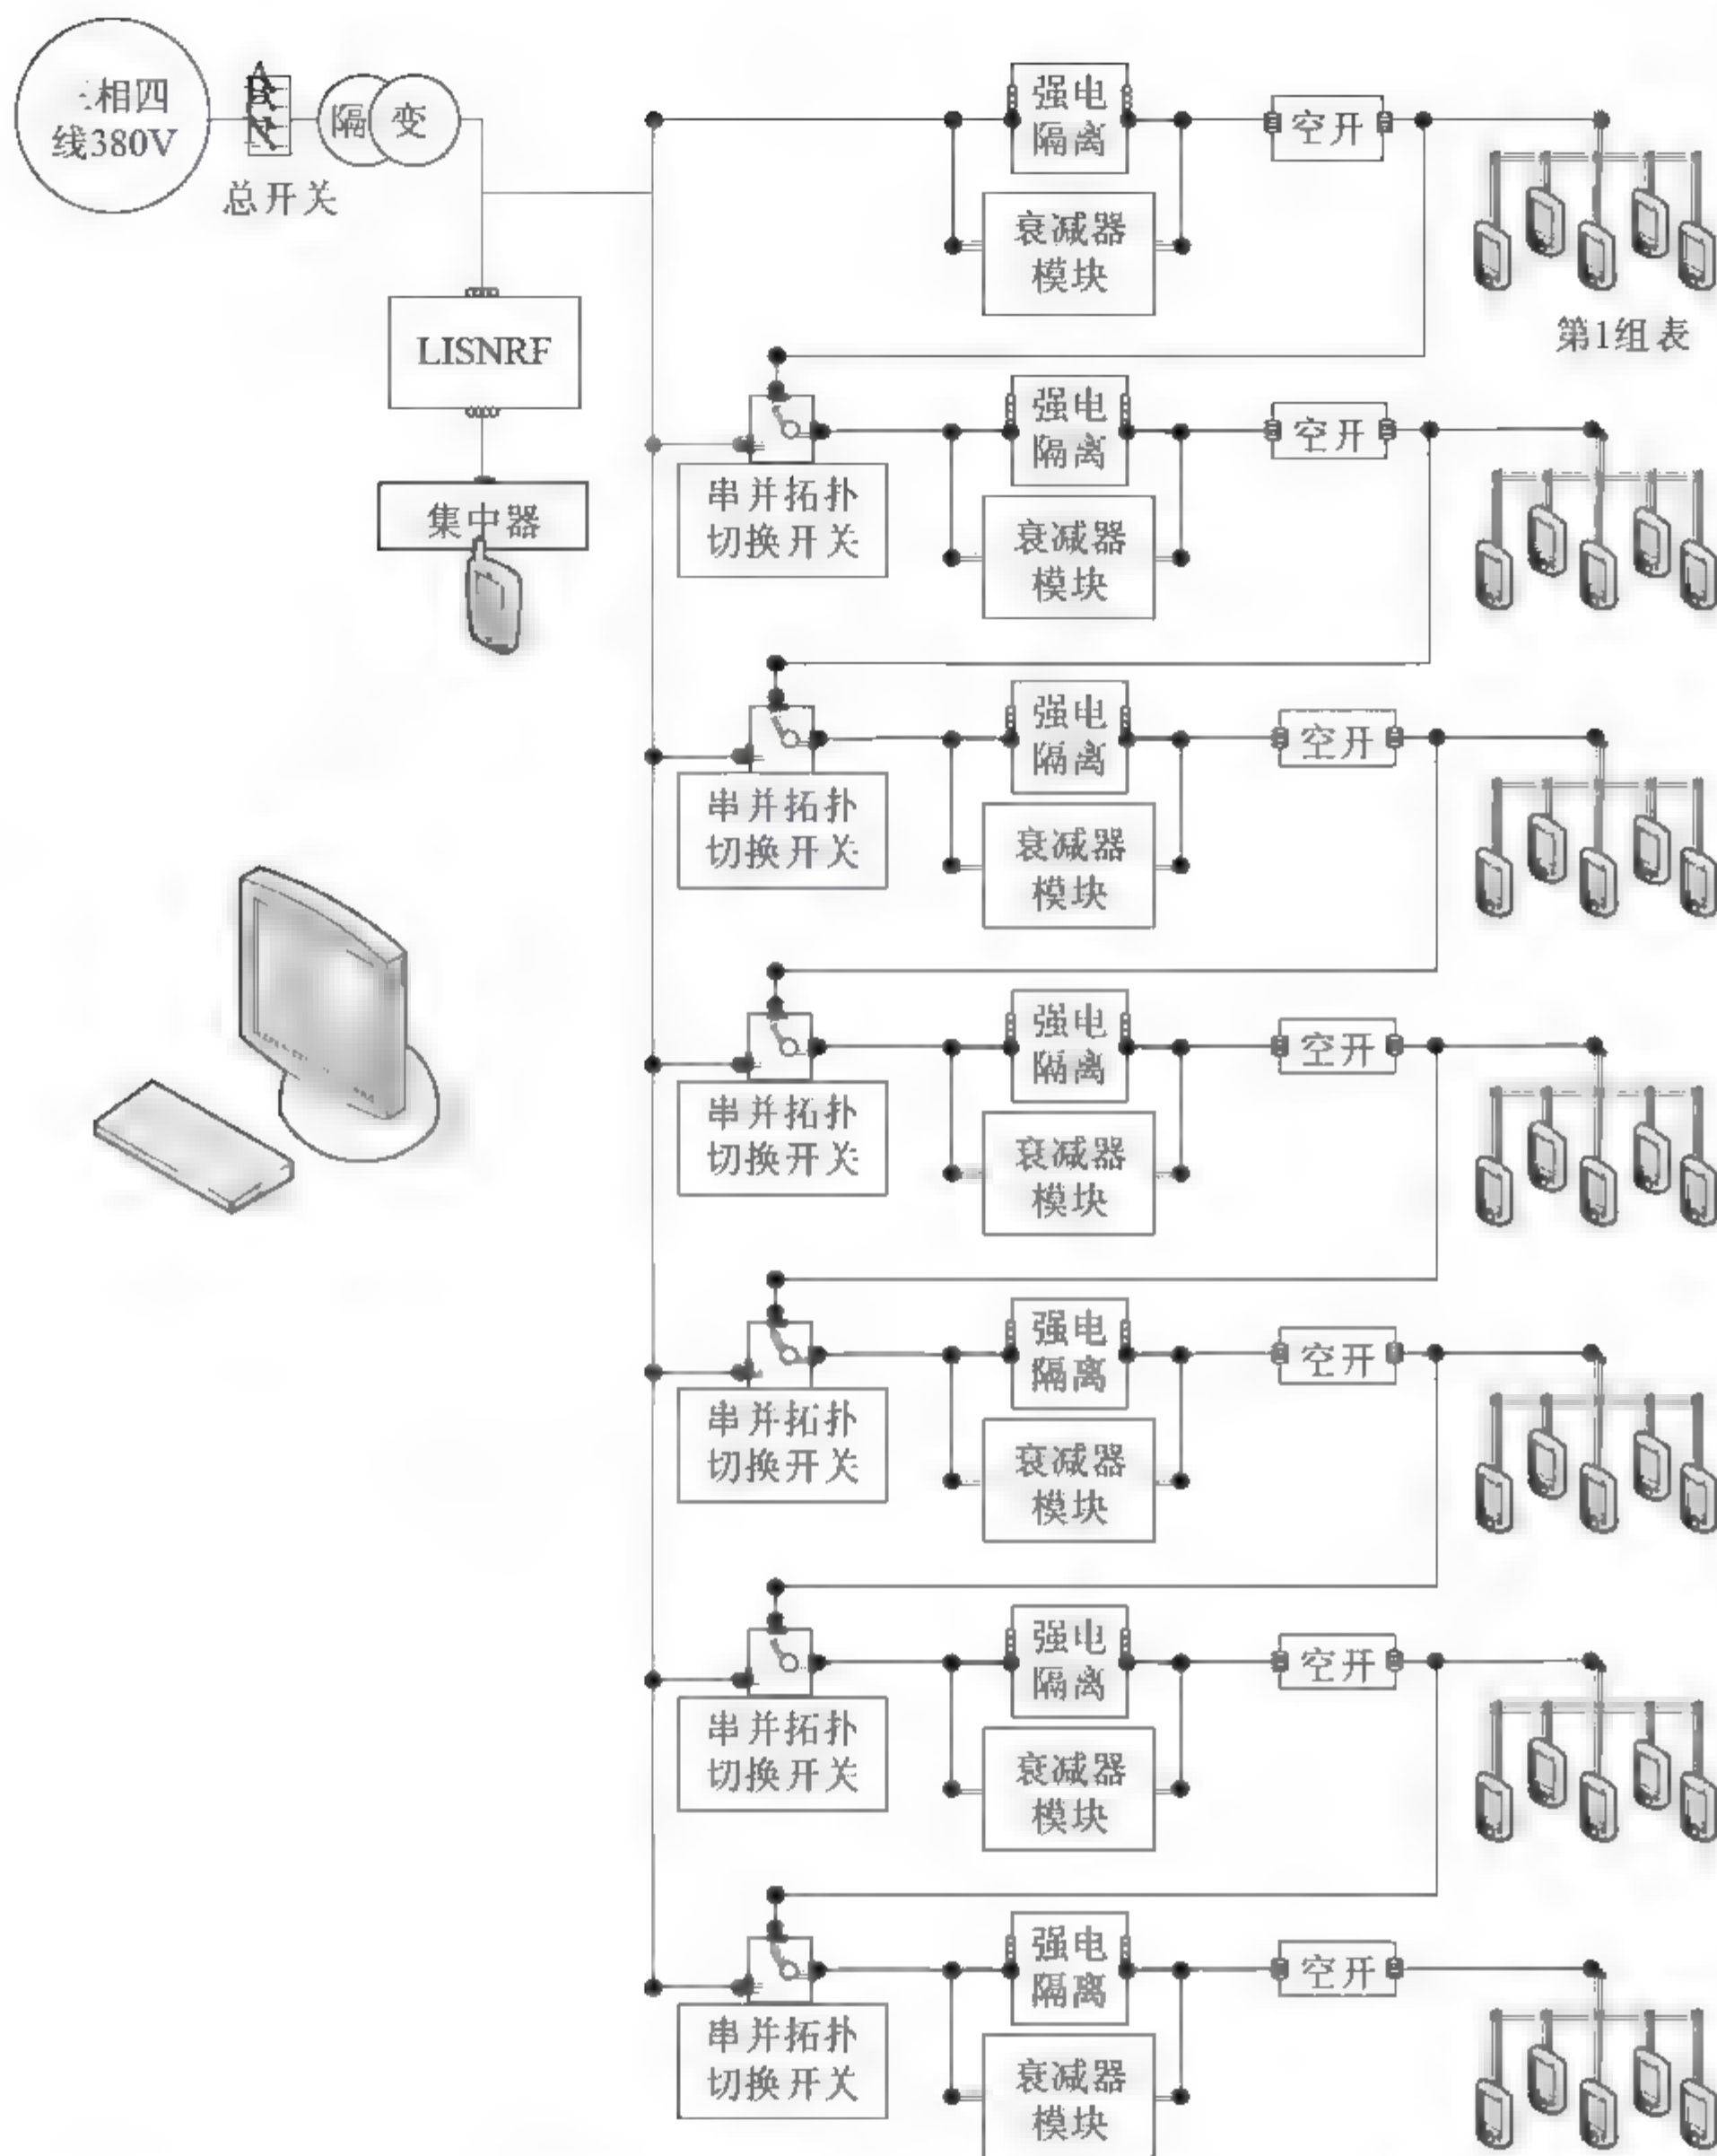 相四
线380V
A
B
N
总开关
隔
变
LISNRF
集中器
强电
隔离
衰减器
模块
空开
第1组表
串并拓扑
切换开关
强电
隔离
衰减器
模块
空开
串并拓扑
切换开关
强电
隔离
衰减器
模块
空开
串并拓扑
切换开关
强电
隔离
衰减器
模块
空开
串并拓扑
切换开关
强电
隔离
衰减器
模块
空开
串并拓扑
切换开关
强电
隔离
衰减器
模块
空开
串并拓扑
切换开关
强电
隔离
衰减器
模块
空开